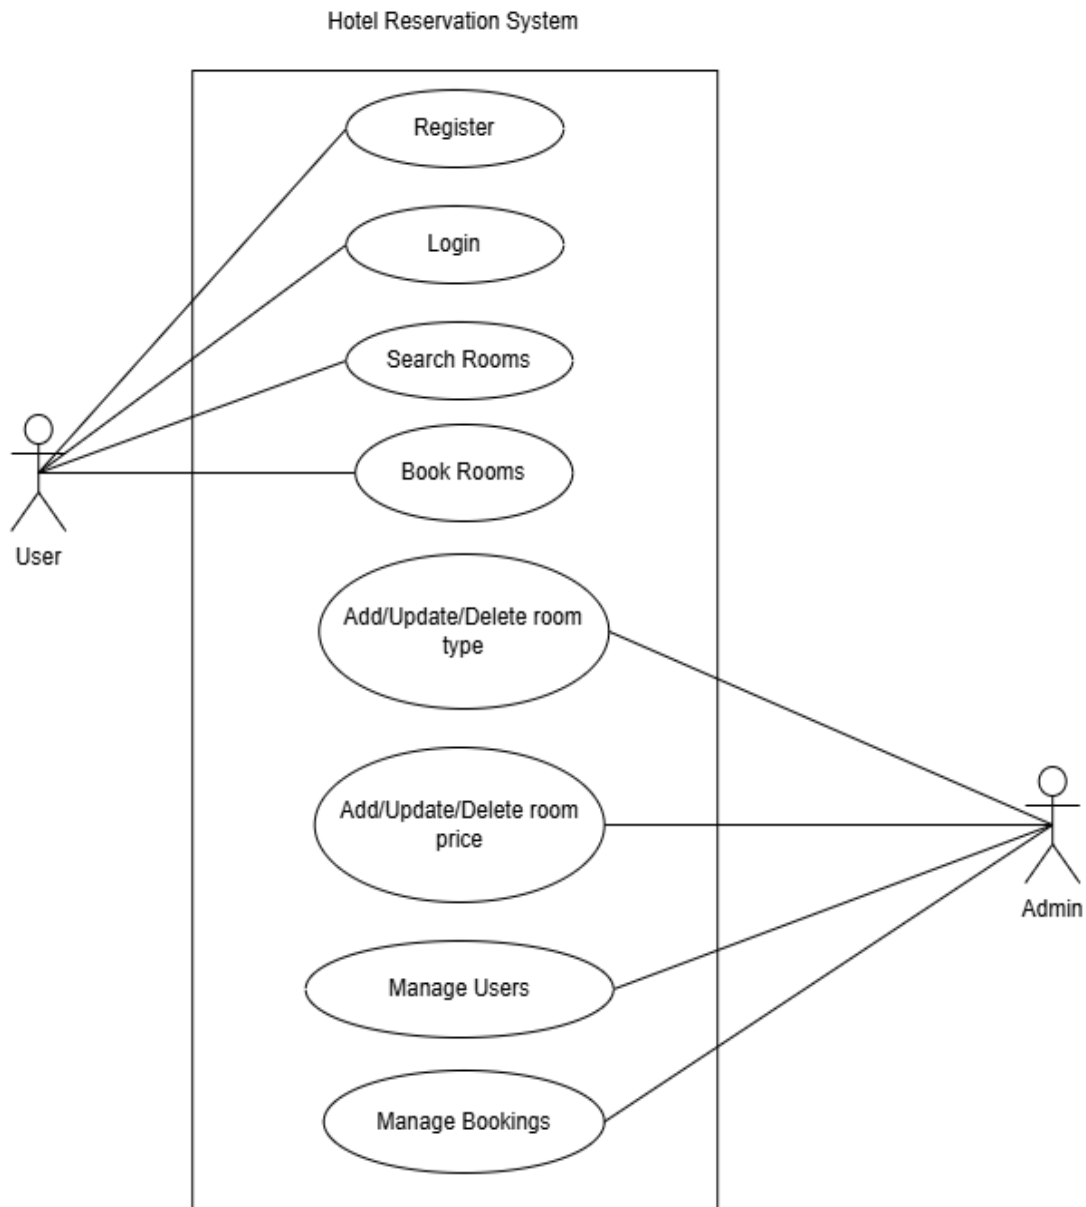 Hotel Reservation System
Register
Login
Search Rooms
Book Rooms
User
Add/Update/Delete room
type
Add/Update/Delete room
price
Admin
Manage Users
Manage Bookings